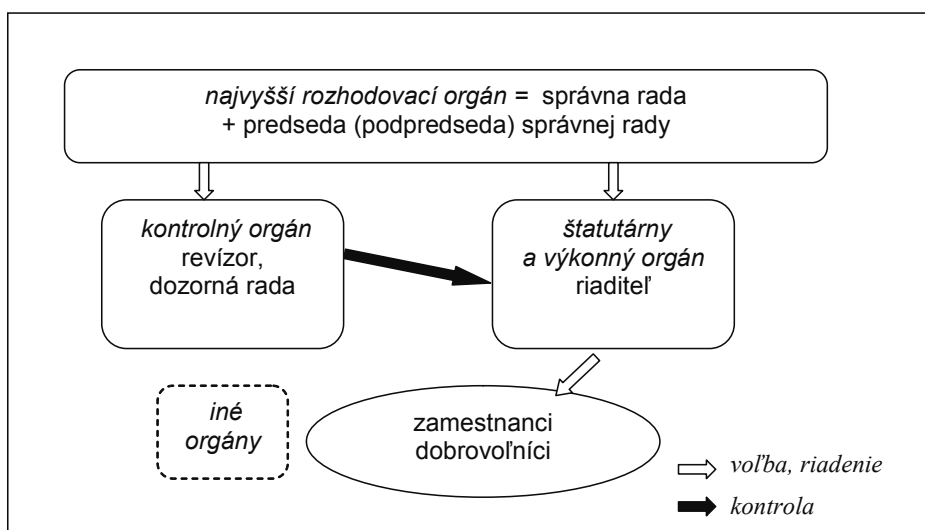 najvyšší rozhodovací orgán = správna rada
+ predseda (podpredseda) správnej rady
kontrolný orgán
revízor,
dozorná rada
štatutárny
a výkonný orgán
riaditeľ
iné
orgány
zamestnanci
dobrovoľníci
voľba, riadenie
kontrola